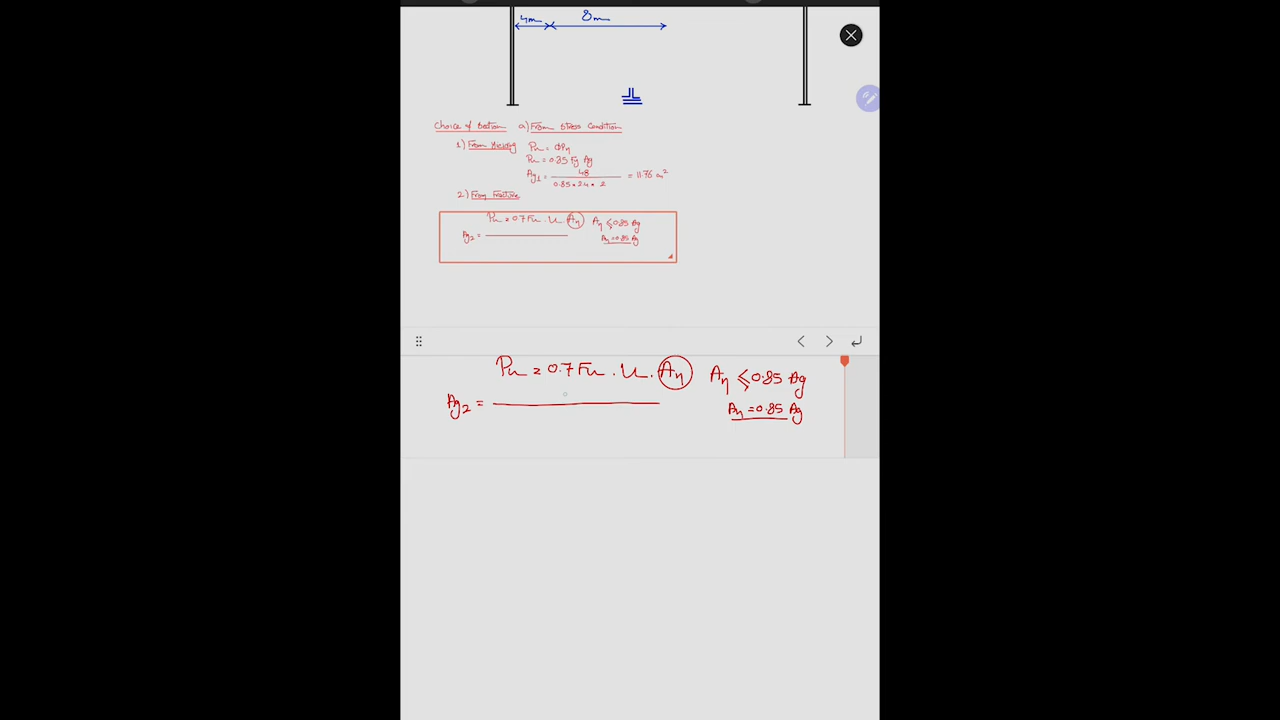 4m 8m
Choice of Section a) From Stress Condition
1) From Yielding Pu = ΦPn
Pu = 0.85 Fy Ag
Ag1 = 48 / 0.85 * 2.4 * 2 = 11.76 cm²
2) From Fracture
Pu = 0.7 Fu . U . An An ≤ 0.85 Ag
Ag2 = An = 0.85 Ag
Pu = 0.7 Fu . U . An An ≤ 0.85 Ag
Ag2 = An = 0.85 Ag